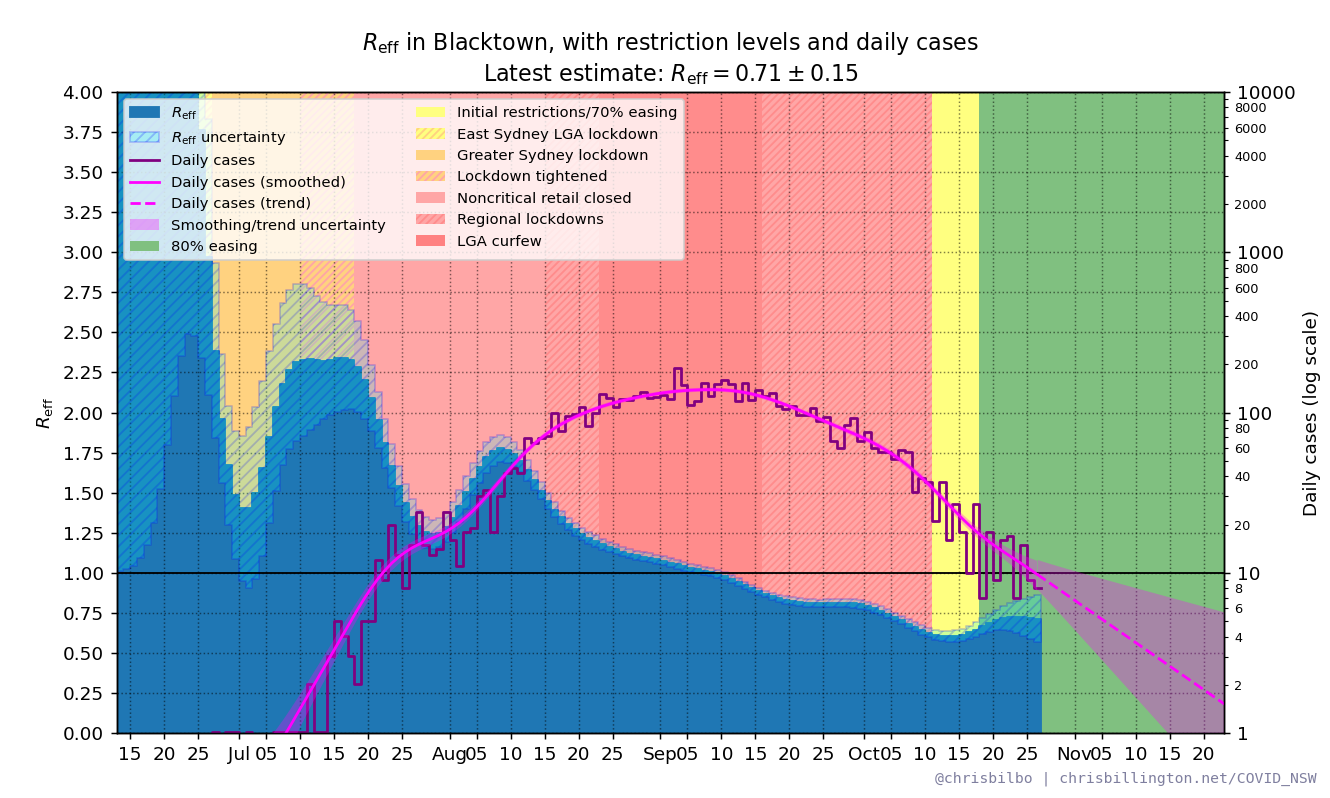 Reff in Blacktown, with restriction levels and daily cases
Latest estimate: Reff = 0.71 ± 0.15
4.00
3.75
3.50
3.25
3.00
2.75
2.50
2.25
2.00
1.75
1.50
1.25
1.00
0.75
0.50
0.25
0.00
Reff
Reff
Reff uncertainty
Daily cases
Daily cases (smoothed)
Daily cases (trend)
Smoothing/trend uncertainty
80% easing
Initial restrictions/70% easing
East Sydney LGA lockdown
Greater Sydney lockdown
Lockdown tightened
Noncritical retail closed
Regional lockdowns
LGA curfew
10000
8000
6000
4000
2000
1000
800
600
400
200
100
80
60
40
20
10
8
6
4
2
1
Daily cases (log scale)
15 20 25 Jul 05 10 15 20 25 Aug 05 10 15 20 25 Sep 05 10 15 20 25 Oct 05 10 15 20 25 Nov 05 10 15 20
@chrisbilbo | chrisbillington.net/COVID_NSW